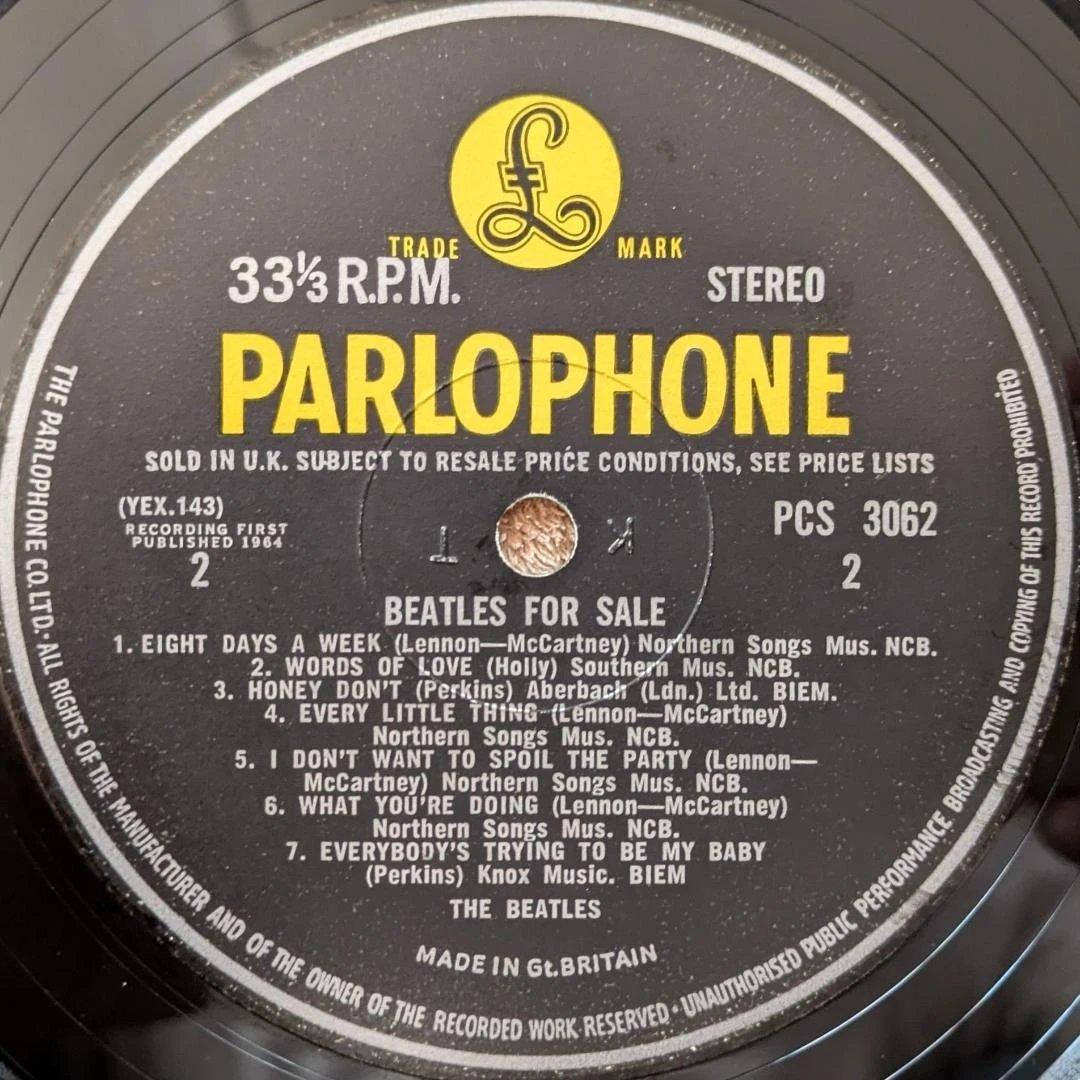 £
TRADE MARK
33⅓ R.P.M. STEREO
PARLOPHONE
SOLD IN U.K. SUBJECT TO RESALE PRICE CONDITIONS, SEE PRICE LISTS
(YEX.143) PCS 3062
RECORDING FIRST
PUBLISHED 1964
2 2
K T
BEATLES FOR SALE
1. EIGHT DAYS A WEEK (Lennon—McCartney) Northern Songs Mus. NCB.
2. WORDS OF LOVE (Holly) Southern Mus. NCB.
3. HONEY DON'T (Perkins) Aberbach (Ldn.) Ltd. BIEM.
4. EVERY LITTLE THING (Lennon—McCartney)
Northern Songs Mus. NCB.
5. I DON'T WANT TO SPOIL THE PARTY (Lennon—
McCartney) Northern Songs Mus. NCB.
6. WHAT YOU'RE DOING (Lennon—McCartney)
Northern Songs Mus. NCB.
7. EVERYBODY'S TRYING TO BE MY BABY
(Perkins) Knox Music. BIEM
THE BEATLES
MADE IN Gt.BRITAIN
THE PARLOPHONE CO.LTD· ALL RIGHTS OF THE MANUFACTURER AND OF THE OWNER OF THE RECORDED WORK RESERVED · UNAUTHORISED PUBLIC PERFORMANCE BROADCASTING AND COPYING OF THIS RECORD PROHIBITED